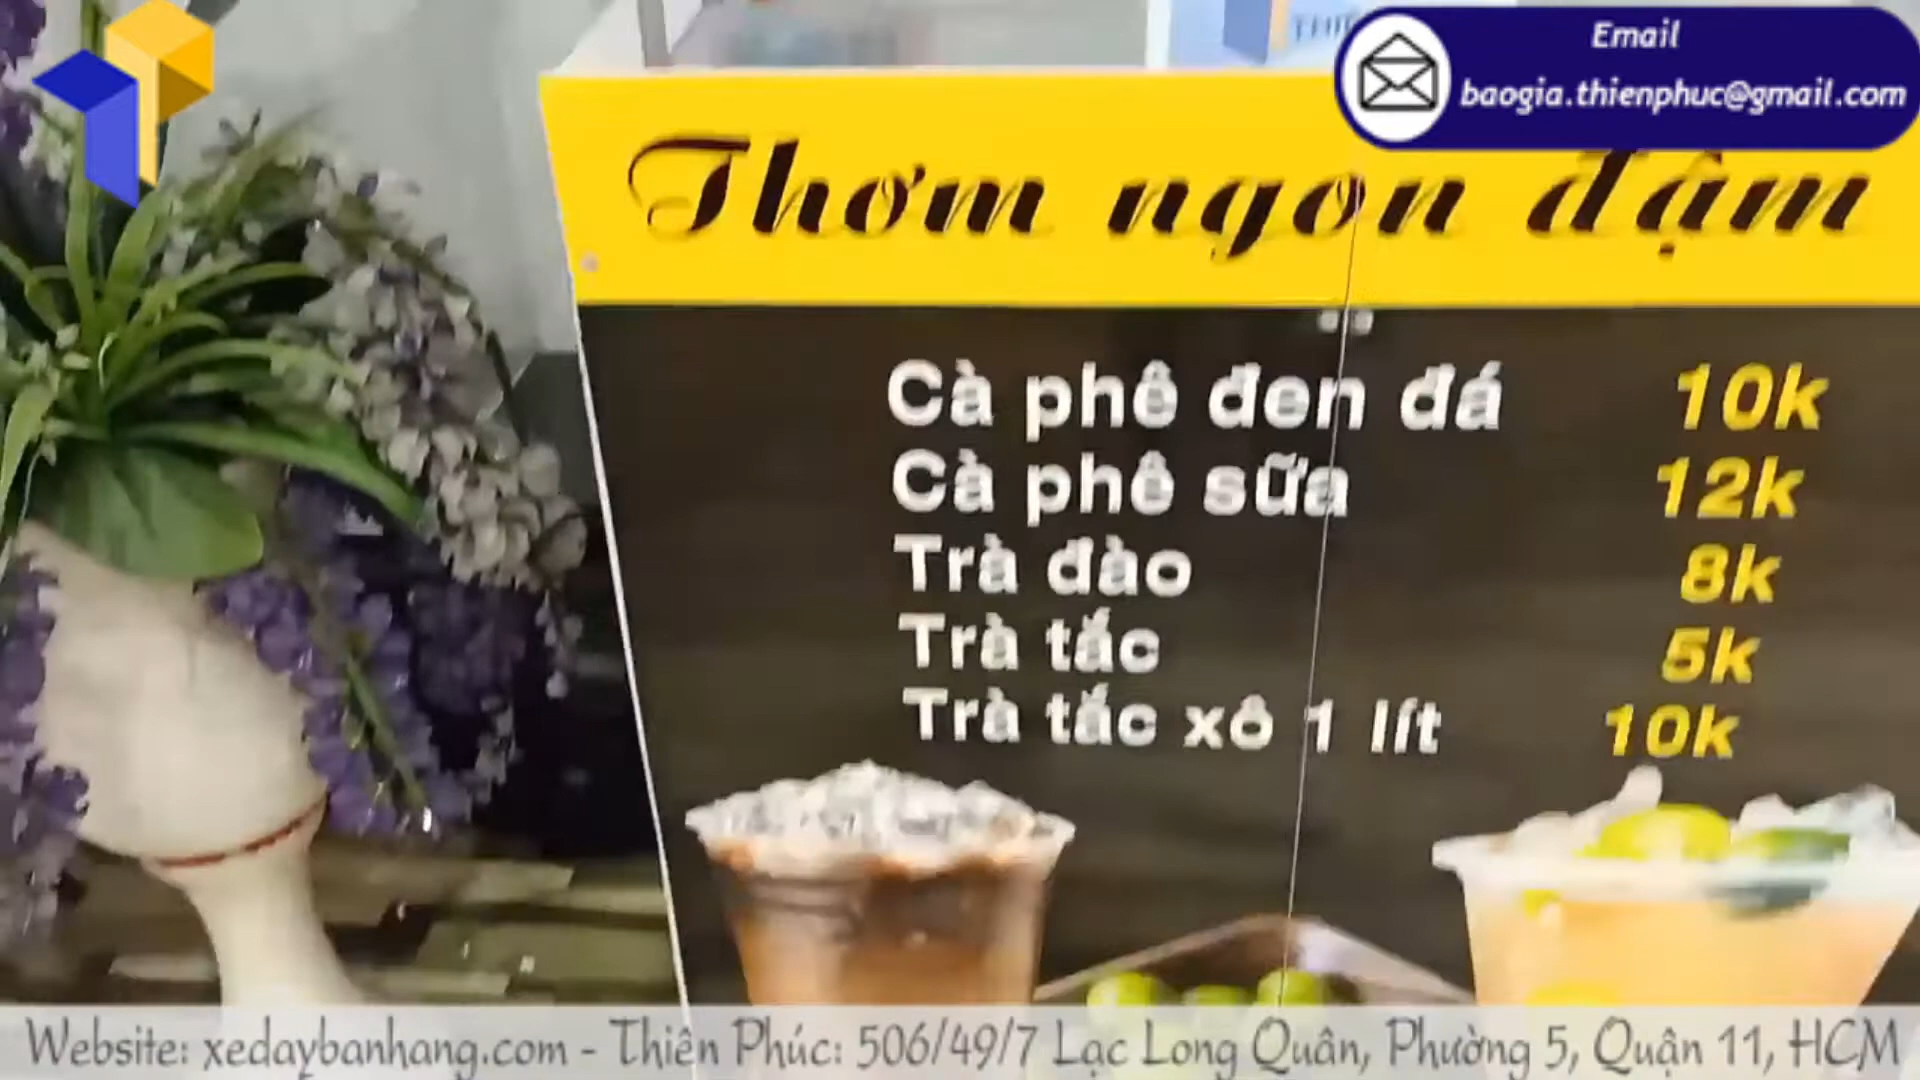 Email
baogia.thienphuc@gmail.com
Thơm ngon đậm
Cà phê đen đá 10k
Cà phê sữa 12k
Trà đào 8k
Trà tắc 5k
Trà tắc xô 1 lít 10k
Website: xedaybanhang.com - Thiên Phúc: 506/49/7 Lạc Long Quân, Phường 5, Quận 11, HCM